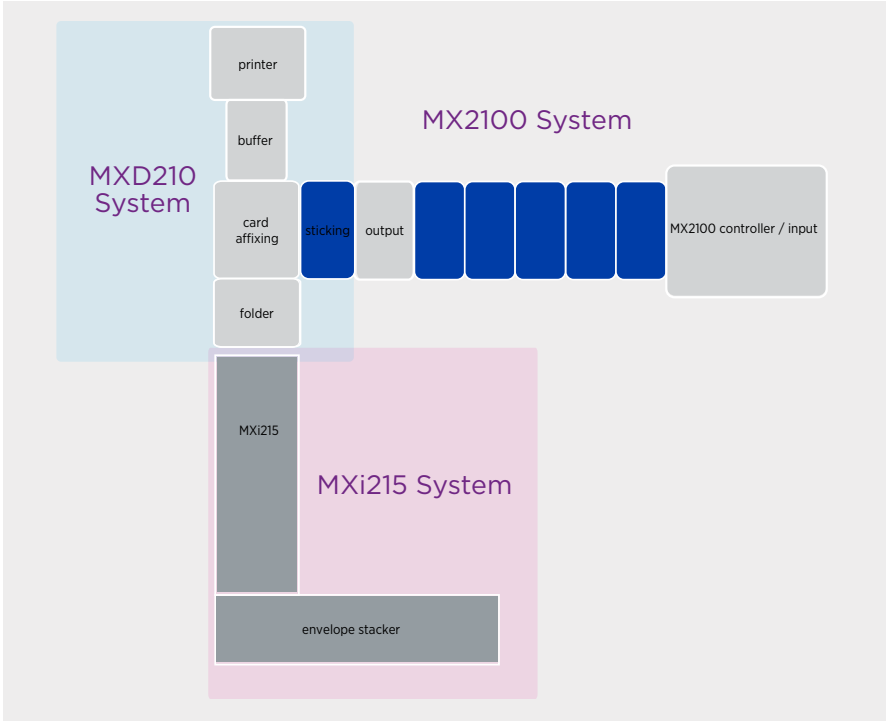 printer
MX2100 System
buffer
MXD210
System
card
affixing
sticking
output
MX2100 controller / input
folder
MXi215
MXi215 System
envelope stacker